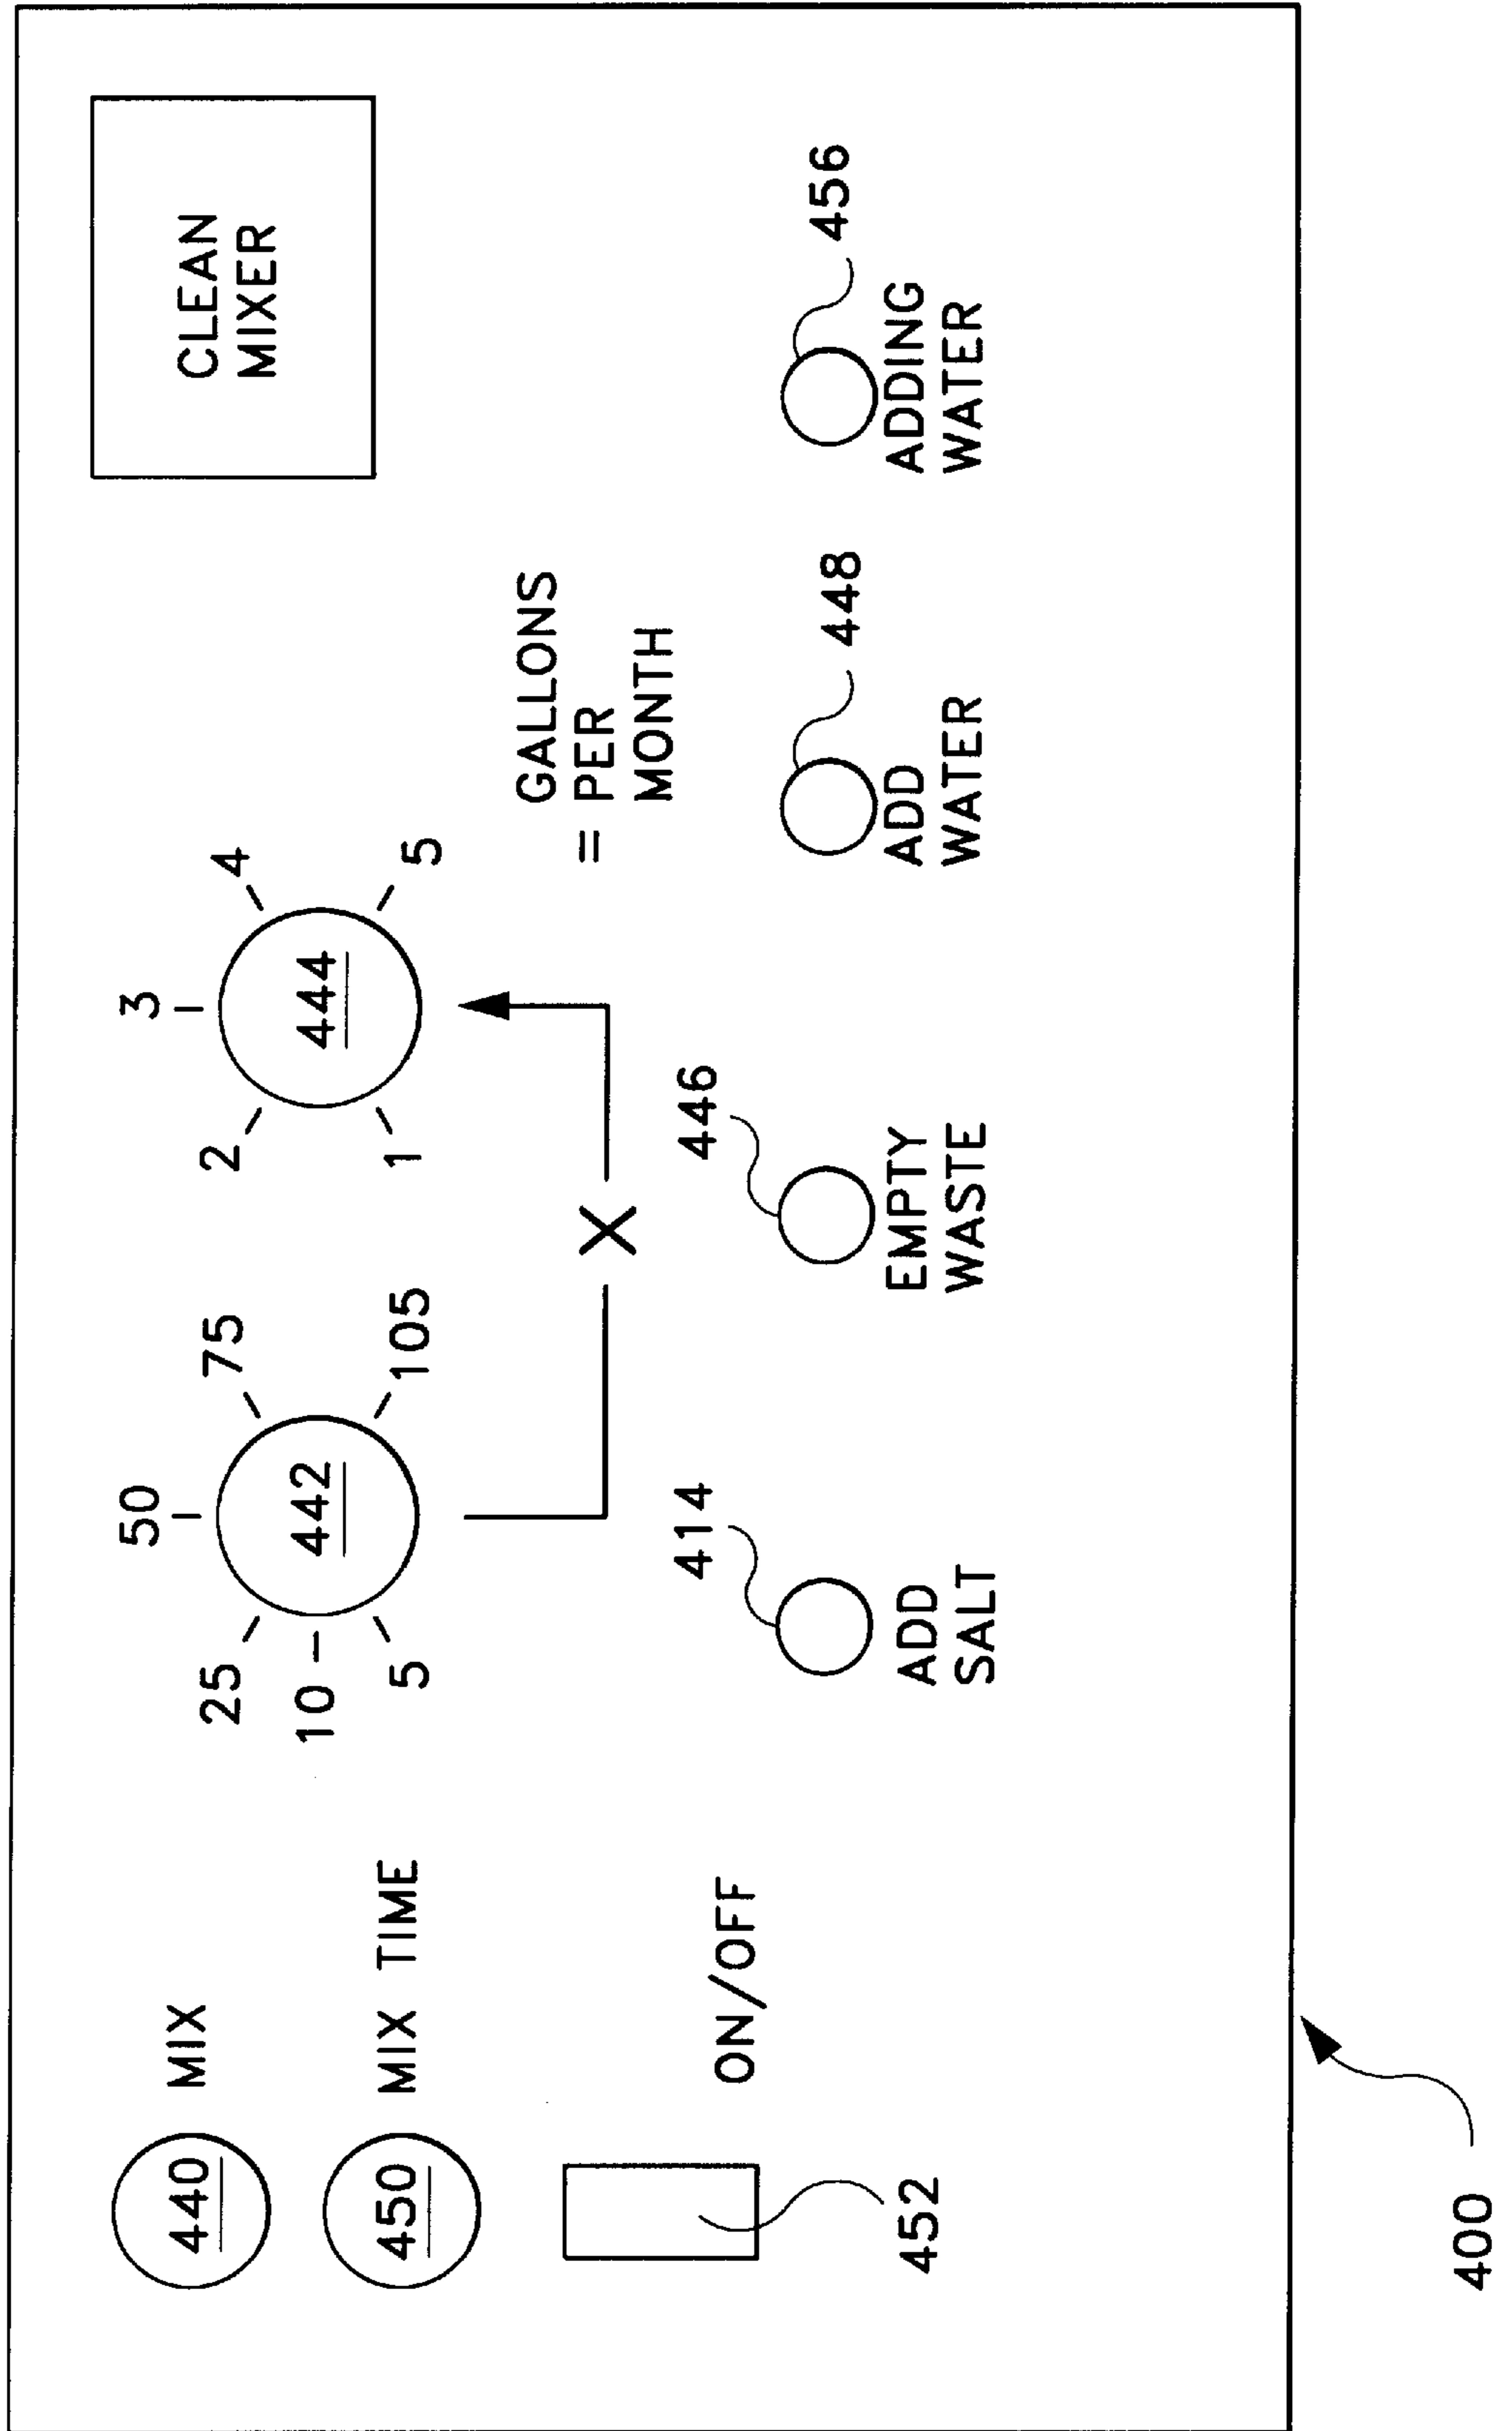 440 MIX
450 MIX TIME
ON/OFF
452
50
25
75
10
442
5
105
3
2
4
444
1
5
X
GALLONS
= PER
MONTH
CLEAN
MIXER
414
ADD
SALT
446
EMPTY
WASTE
448
ADD
WATER
456
ADDING
WATER
400